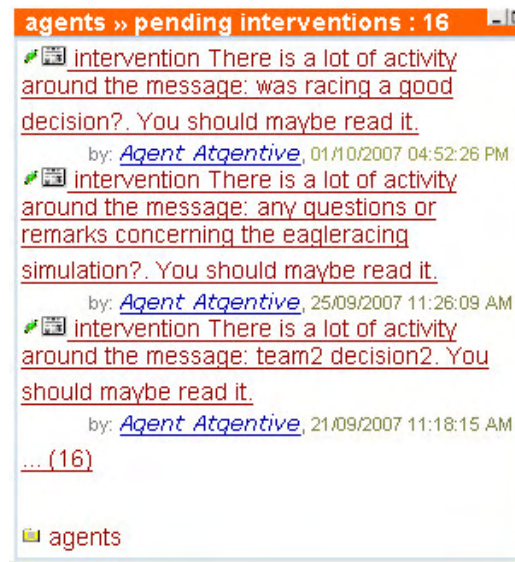 agents » pending interventions : 16
intervention There is a lot of activity
around the message: was racing a good
decision?. You should maybe read it.
by: Agent Atgentive, 01/10/2007 04:52:26 PM
intervention There is a lot of activity
around the message: any questions or
remarks concerning the eagleracing
simulation?. You should maybe read it.
by: Agent Atgentive, 25/09/2007 11:26:09 AM
intervention There is a lot of activity
around the message: team2 decision2. You
should maybe read it.
by: Agent Atgentive, 21/09/2007 11:18:15 AM
... (16)
agents